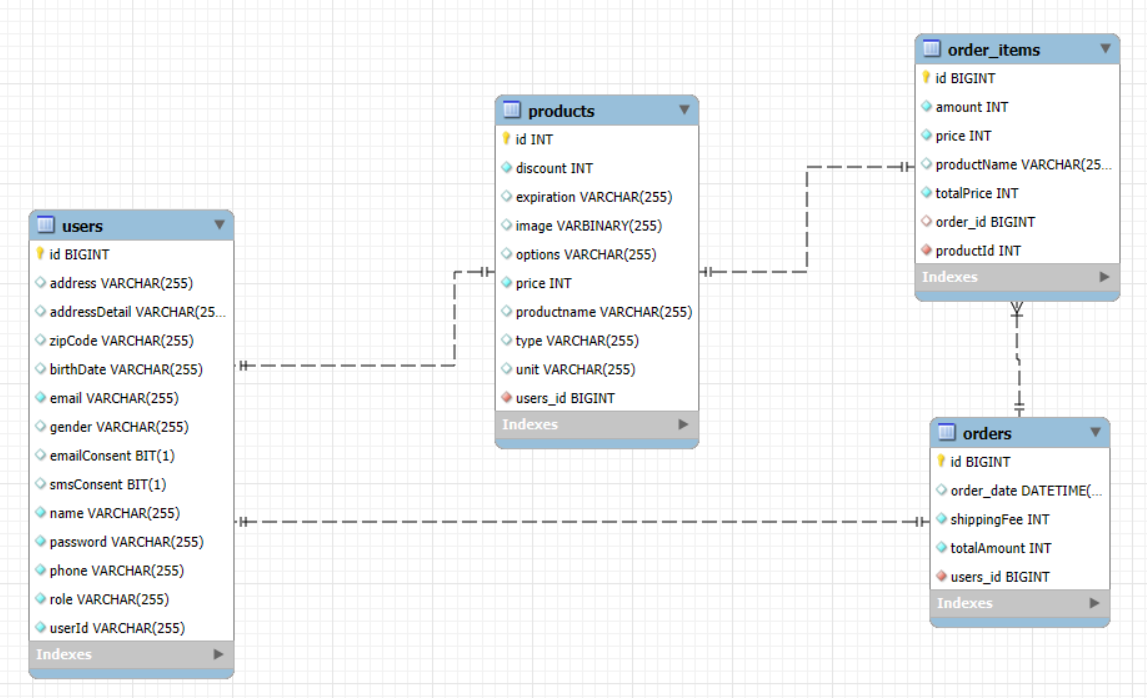 users
id BIGINT
address VARCHAR(255)
addressDetail VARCHAR(25...
zipCode VARCHAR(255)
birthDate VARCHAR(255)
email VARCHAR(255)
gender VARCHAR(255)
emailConsent BIT(1)
smsConsent BIT(1)
name VARCHAR(255)
password VARCHAR(255)
phone VARCHAR(255)
role VARCHAR(255)
userId VARCHAR(255)
Indexes
products
id INT
discount INT
expiration VARCHAR(255)
image VARBINARY(255)
options VARCHAR(255)
price INT
productname VARCHAR(255)
type VARCHAR(255)
unit VARCHAR(255)
users_id BIGINT
Indexes
order_items
id BIGINT
amount INT
price INT
productName VARCHAR(25...
totalPrice INT
order_id BIGINT
productId INT
Indexes
orders
id BIGINT
order_date DATETIME(...
shippingFee INT
totalAmount INT
users_id BIGINT
Indexes